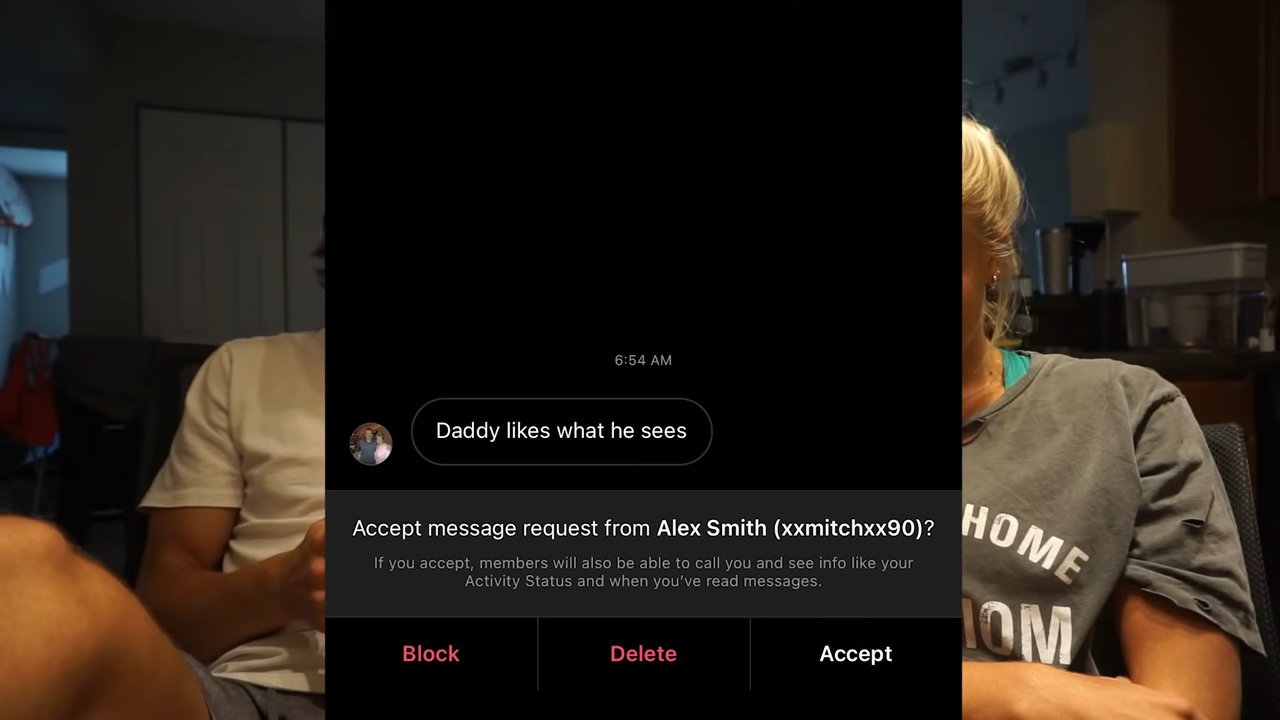 6:54 AM
Daddy likes what he sees
Accept message request from Alex Smith (xxmitchxx90)?
If you accept, members will also be able to call you and see info like your
Activity Status and when you've read messages.
Block
Delete
Accept
HOME
MOM